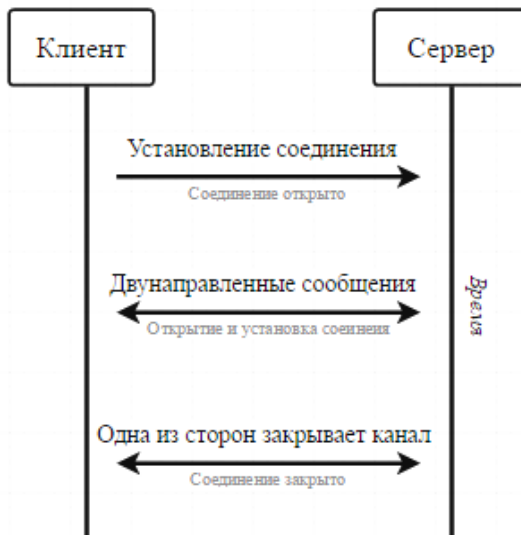 Клиент
Сервер
Установление соединения
Соединение открыто
Двунаправленные сообщения
Открытие и установка соеинеия
Время
Одна из сторон закрывает канал
Соединение закрыто